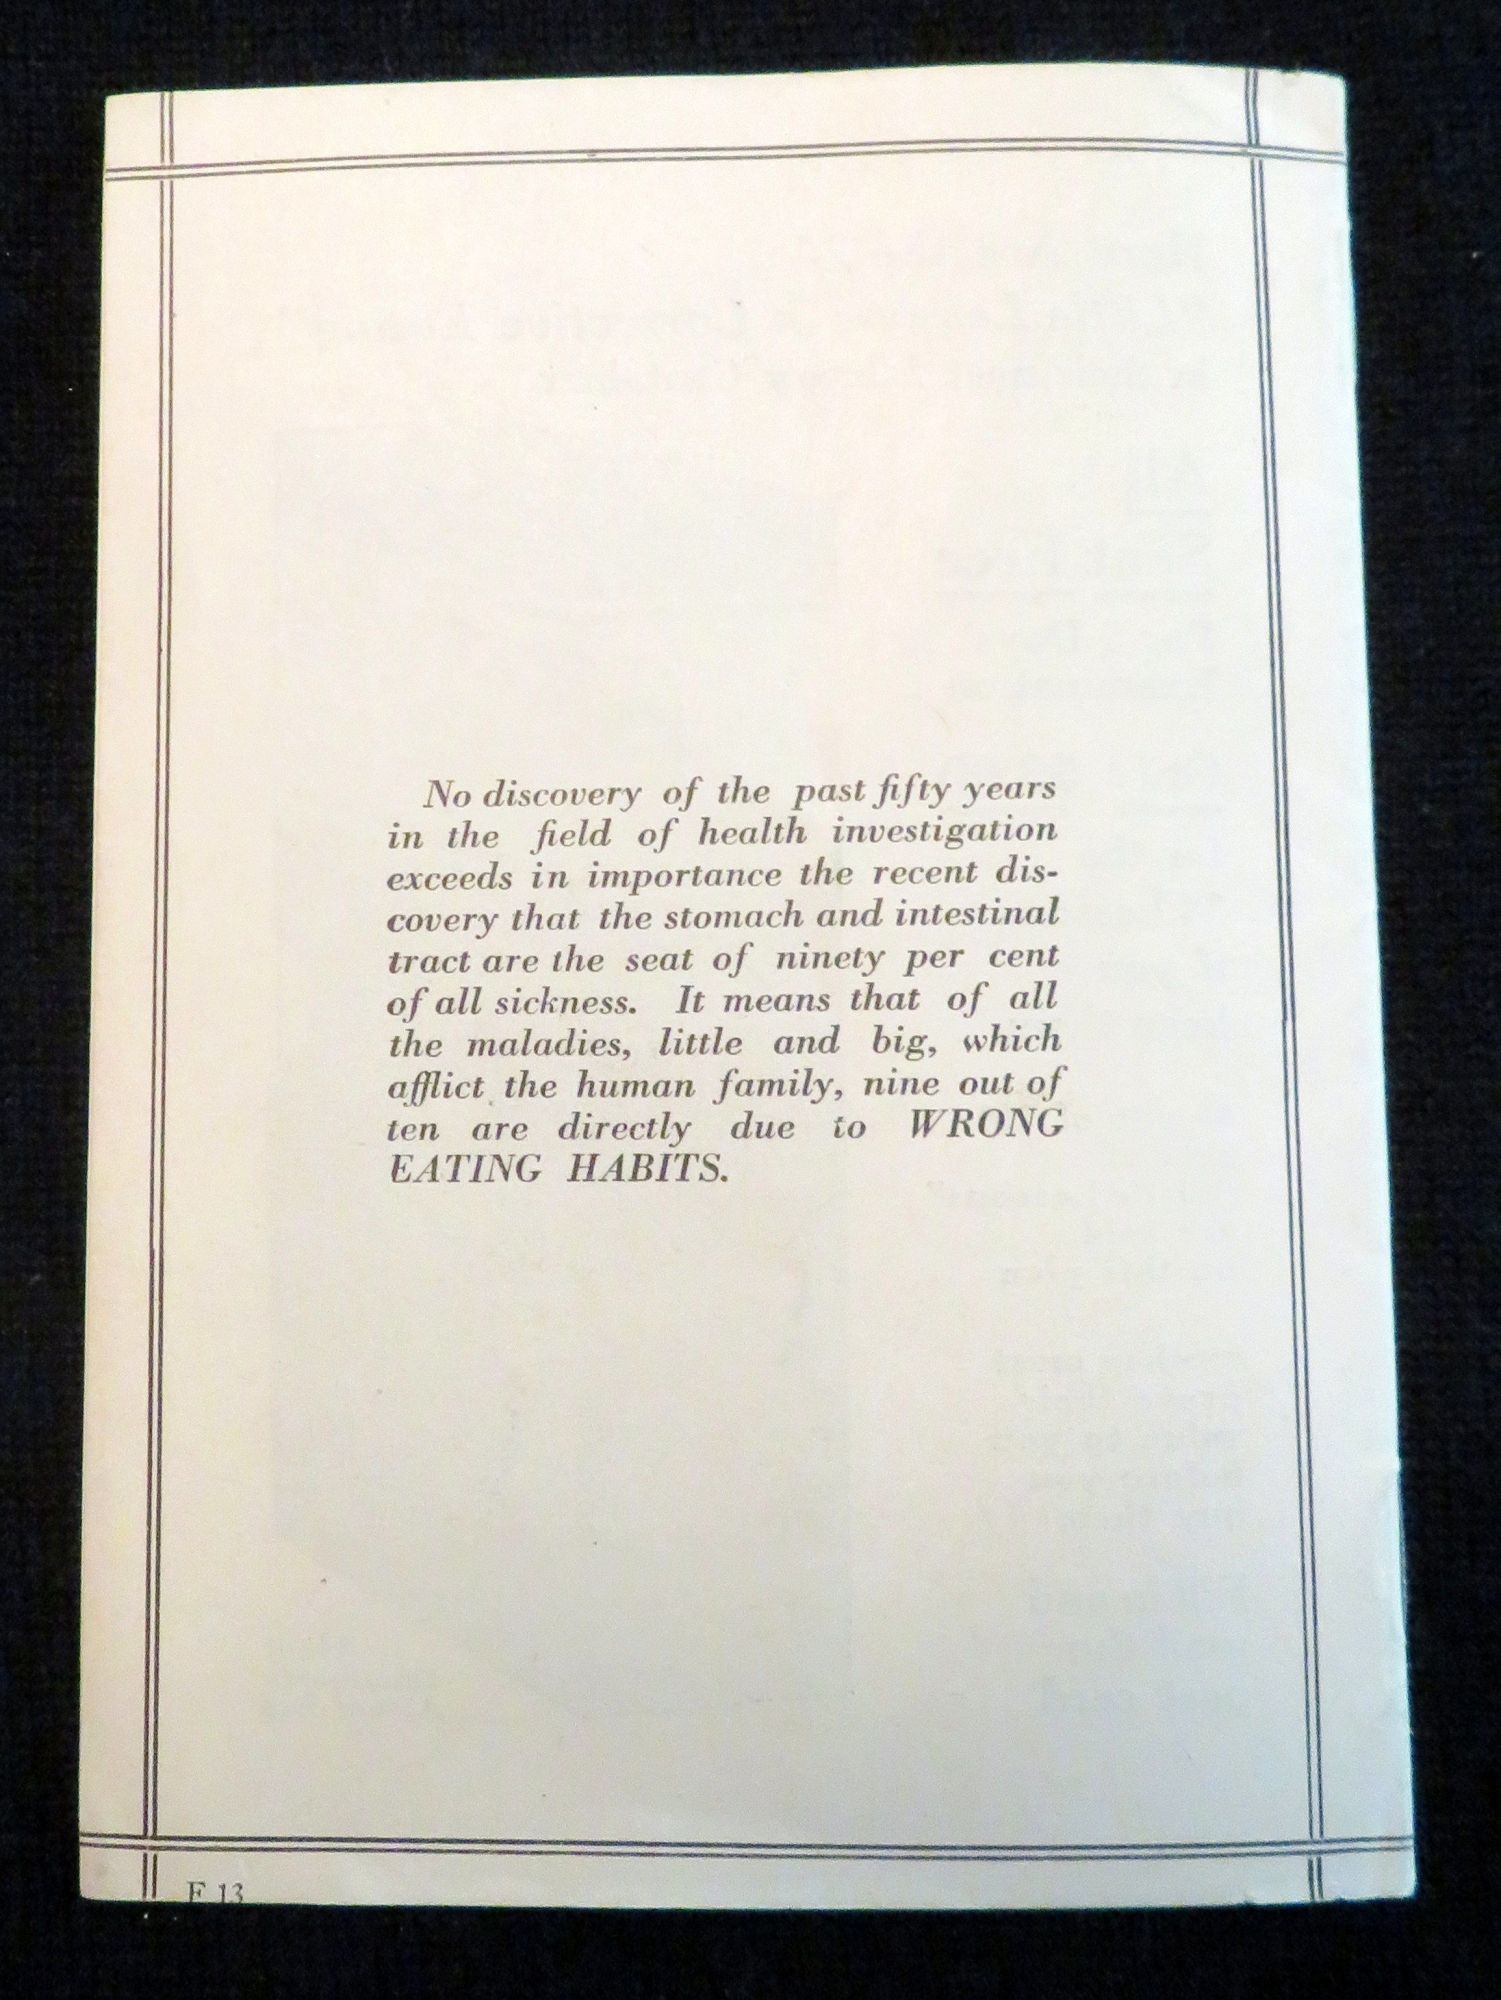 No discovery of the past fifty years
in the field of health investigation
exceeds in importance the recent dis-
covery that the stomach and intestinal
tract are the seat of ninety per cent
of all sickness. It means that of all
the maladies, little and big, which
afflict the human family, nine out of
ten are directly due to WRONG
EATING HABITS.
F 13